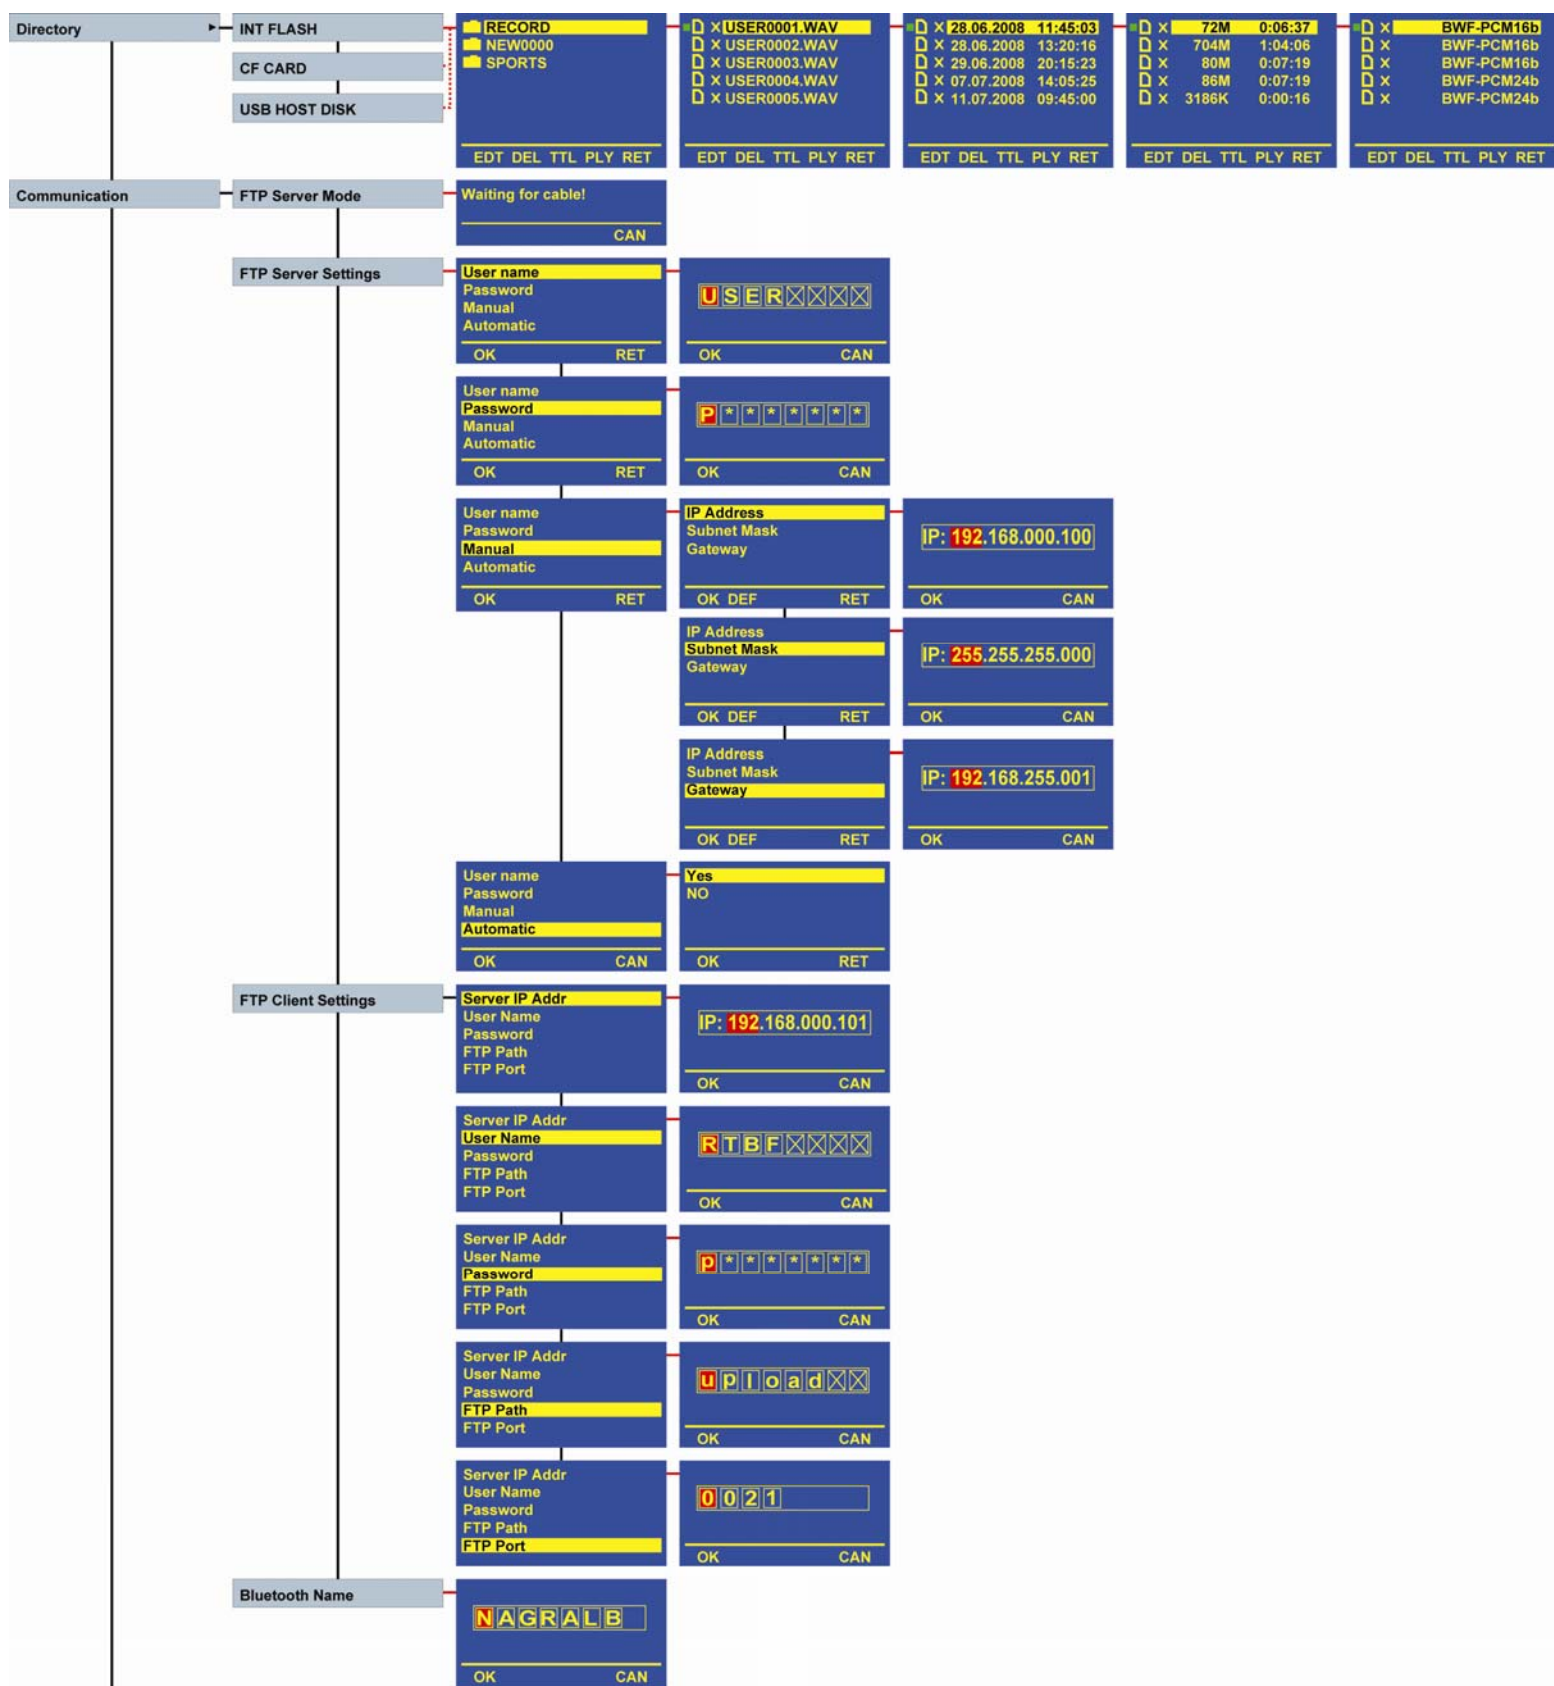 Directory
INT FLASH
CF CARD
USB HOST DISK
RECORD
NEW0000
SPORTS
EDT DEL TTL PLY RET
X USER0001.WAV
X USER0002.WAV
X USER0003.WAV
X USER0004.WAV
X USER0005.WAV
EDT DEL TTL PLY RET
X 28.06.2008 11:45:03
X 28.06.2008 13:20:16
X 29.06.2008 20:15:23
X 07.07.2008 14:05:25
X 11.07.2008 09:45:00
EDT DEL TTL PLY RET
X 72M 0:06:37
X 704M 1:04:06
X 80M 0:07:19
X 86M 0:07:19
X 3186K 0:00:16
EDT DEL TTL PLY RET
X BWF-PCM16b
X BWF-PCM16b
X BWF-PCM16b
X BWF-PCM24b
X BWF-PCM24b
EDT DEL TTL PLY RET
Communication
FTP Server Mode
Waiting for cable!
CAN
FTP Server Settings
User name
Password
Manual
Automatic
OK RET
USER
OK CAN
User name
Password
Manual
Automatic
OK RET
P*******
OK CAN
User name
Password
Manual
Automatic
OK RET
IP Address
Subnet Mask
Gateway
OK DEF RET
IP: 192.168.000.100
OK CAN
IP Address
Subnet Mask
Gateway
OK DEF RET
IP: 255.255.255.000
OK CAN
IP Address
Subnet Mask
Gateway
OK DEF RET
IP: 192.168.255.001
OK CAN
User name
Password
Manual
Automatic
OK CAN
Yes
NO
OK RET
FTP Client Settings
Server IP Addr
User Name
Password
FTP Path
FTP Port
IP: 192.168.000.101
OK CAN
Server IP Addr
User Name
Password
FTP Path
FTP Port
RTBF
OK CAN
Server IP Addr
User Name
Password
FTP Path
FTP Port
p*******
OK CAN
Server IP Addr
User Name
Password
FTP Path
FTP Port
upload
OK CAN
Server IP Addr
User Name
Password
FTP Path
FTP Port
0021
OK CAN
Bluetooth Name
NAGRALB
OK CAN